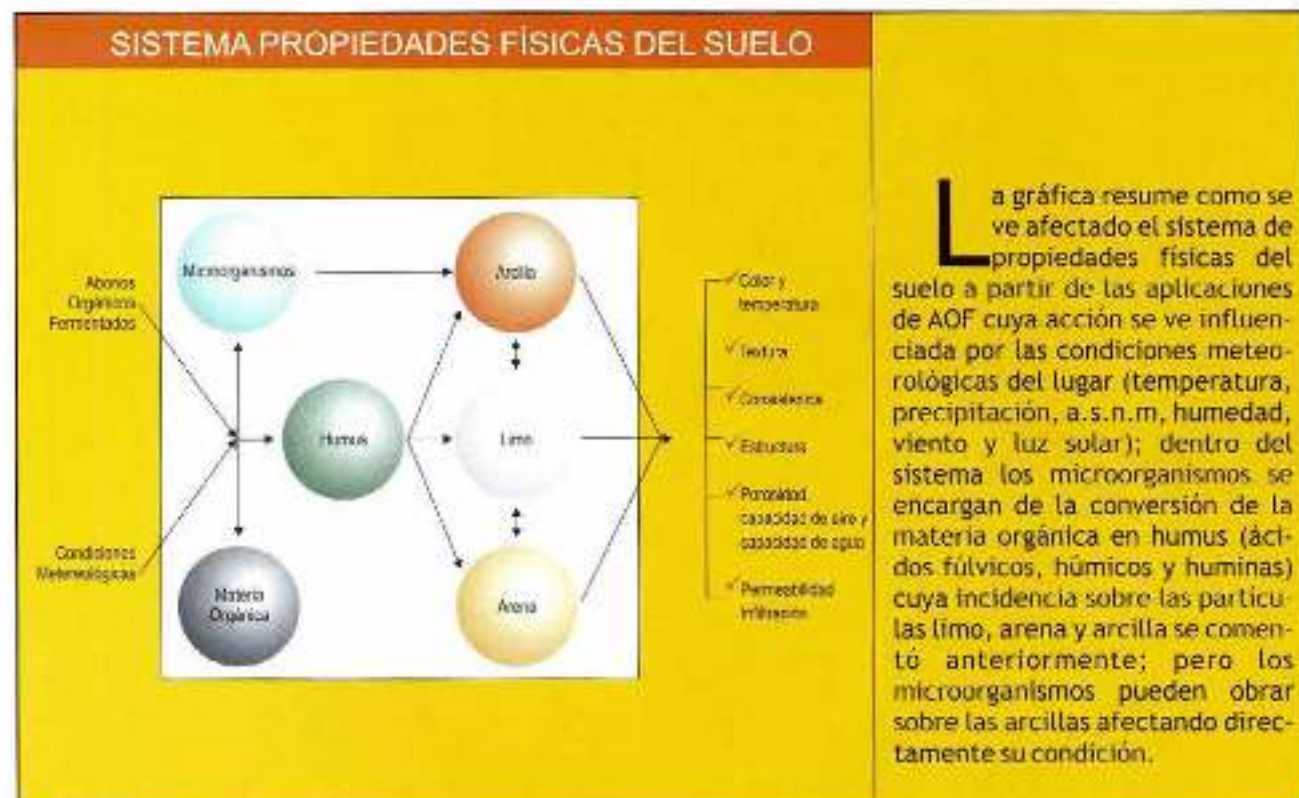 SISTEMA PROPIEDADES FÍSICAS DEL SUELO
Abonos
Orgánicos
Fermentados
Condiciones
Metereológicas
Microorganismos
Materia
Orgánica
Humus
Arcilla
Limo
Arena
Color y
temperatura
Textura
Consistencia
Estructura
Porosidad
capacidad de aire y
capacidad de agua
Permeabilidad
Infiltración
La gráfica resume como se
ve afectado el sistema de
propiedades físicas del
suelo a partir de las aplicaciones
de AOF cuya acción se ve influen-
ciada por las condiciones meteo-
rológicas del lugar (temperatura,
precipitación, a.s.n.m, humedad,
viento y luz solar); dentro del
sistema los microorganismos se
encargan de la conversión de la
materia orgánica en humus (áci-
dos fúlvicos, húmicos y huminas)
cuya incidencia sobre las partícu-
las limo, arena y arcilla se comen-
tó anteriormente; pero los
microorganismos pueden obrar
sobre las arcillas afectando direc-
tamente su condición.